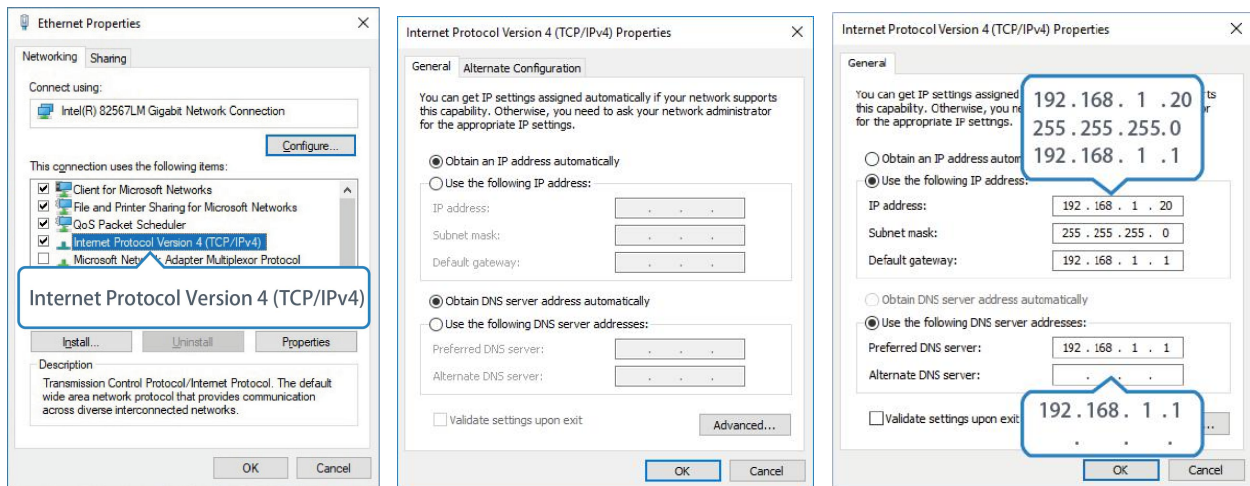 Ethernet Properties
Networking
Sharing
Connect using:
Intel(R) 82567LM Gigabit Network Connection
Configure...
This connection uses the following items:
Client for Microsoft Networks
File and Printer Sharing for Microsoft Networks
QoS Packet Scheduler
Internet Protocol Version 4 (TCP/IPv4)
Microsoft Network Adapter Multiplexor Protocol
Internet Protocol Version 4 (TCP/IPv4)
Install...
Uninstall
Properties
Description
Transmission Control Protocol/Internet Protocol. The default
wide area network protocol that provides communication
across diverse interconnected networks.
OK
Cancel
Internet Protocol Version 4 (TCP/IPv4) Properties
General
Alternate Configuration
You can get IP settings assigned automatically if your network supports
this capability. Otherwise, you need to ask your network administrator
for the appropriate IP settings.
Obtain an IP address automatically
Use the following IP address:
IP address:
. . .
Subnet mask:
. . .
Default gateway:
. . .
Obtain DNS server address automatically
Use the following DNS server addresses:
Preferred DNS server:
. . .
Alternate DNS server:
. . .
Validate settings upon exit
Advanced...
OK
Cancel
Internet Protocol Version 4 (TCP/IPv4) Properties
General
You can get IP settings assigned
this capability. Otherwise, you
for the appropriate IP settings.
192.168. 1 .20
255.255.255.0
192.168. 1 .1
Obtain an IP address
Use the following IP address:
IP address:
192 . 168 . 1 . 20
Subnet mask:
255 . 255 . 255 . 0
Default gateway:
192 . 168 . 1 . 1
Obtain DNS server address automatically
Use the following DNS server addresses:
Preferred DNS server:
192 . 168 . 1 . 1
Alternate DNS server:
. . .
Validate settings upon exit
192.168. 1 .1
. . .
OK
Cancel